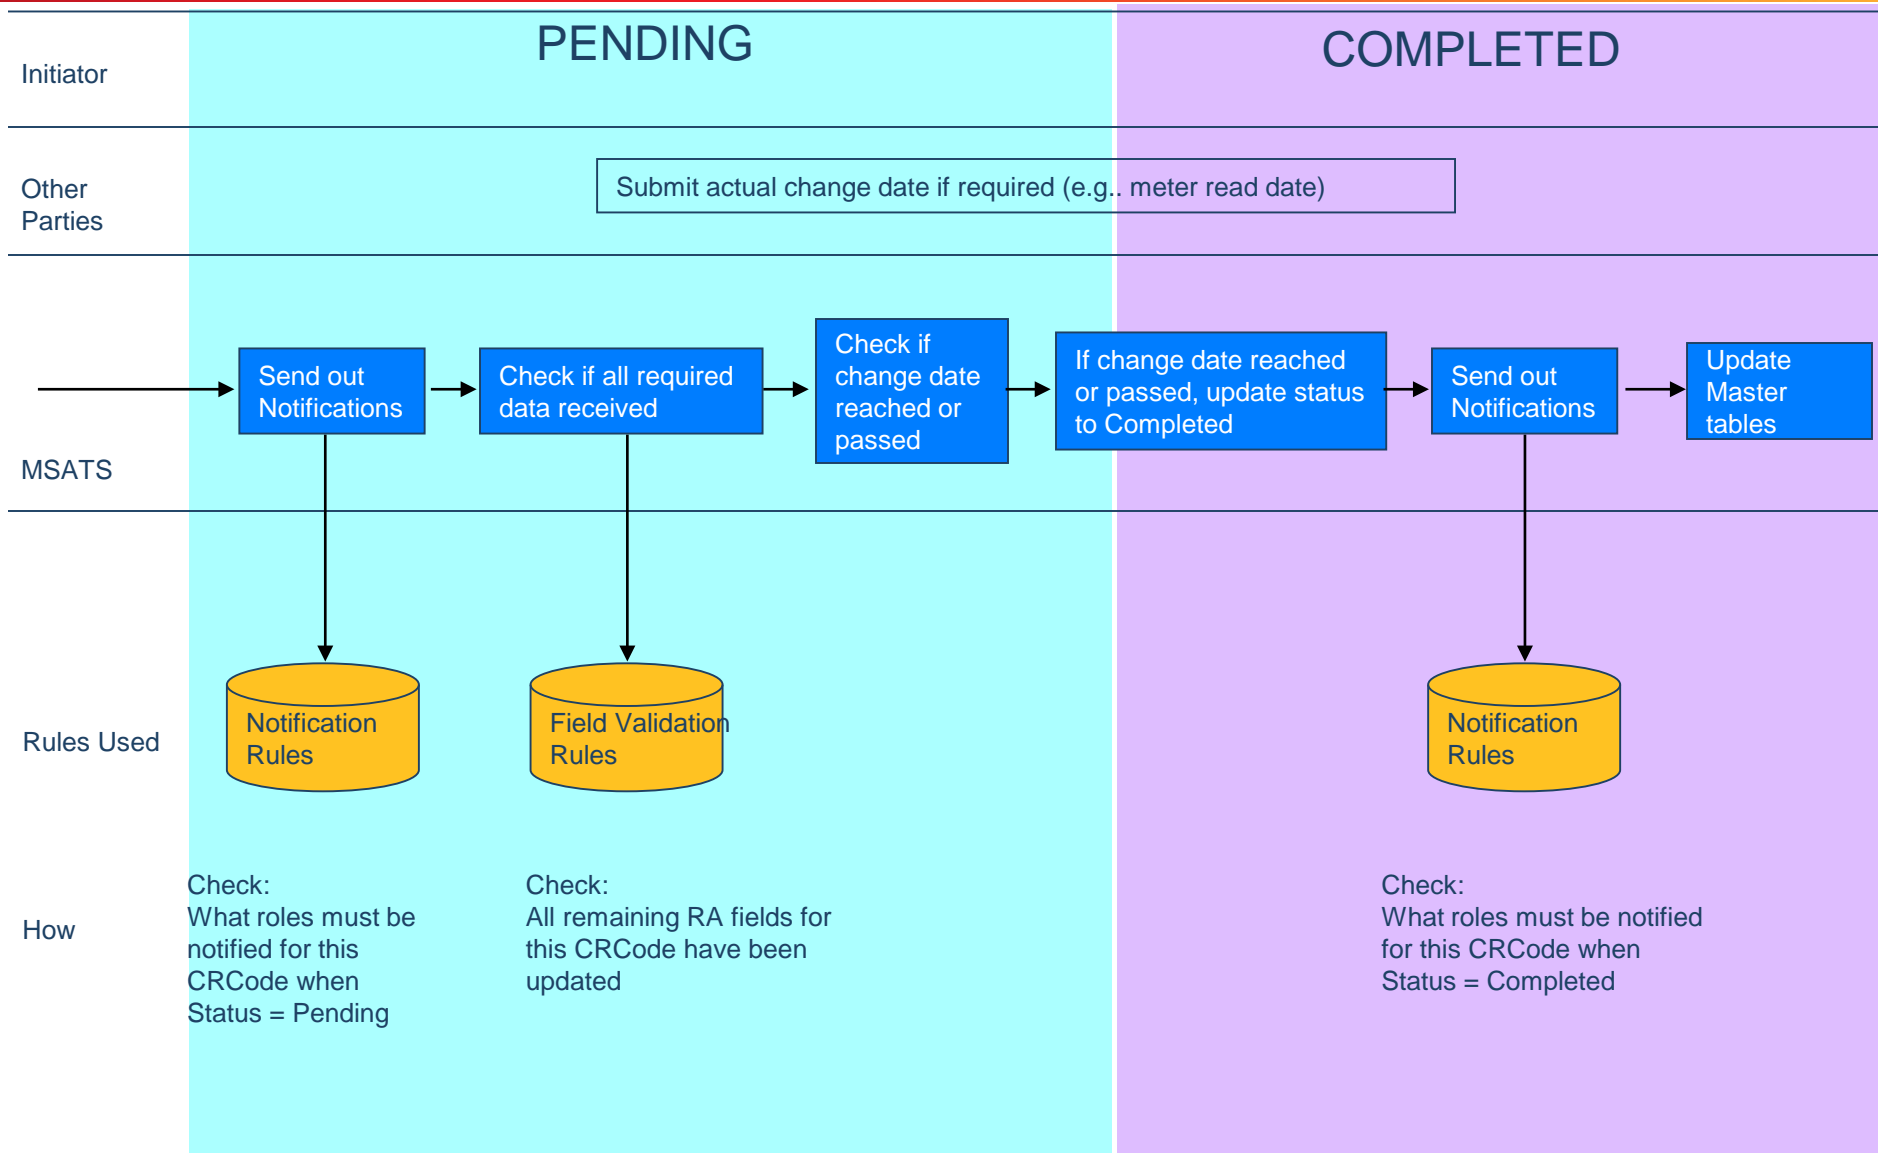 PENDING
COMPLETED
Initiator
Other
Parties
Submit actual change date if required (e.g.. meter read date)
MSATS
Send out
Notifications
Check if all required
data received
Check if
change date
reached or
passed
If change date reached
or passed, update status
to Completed
Send out
Notifications
Update
Master
tables
Rules Used
Notification
Rules
Field Validation
Rules
Notification
Rules
How
Check:
What roles must be
notified for this
CRCode when
Status = Pending
Check:
All remaining RA fields for
this CRCode have been
updated
Check:
What roles must be notified
for this CRCode when
Status = Completed